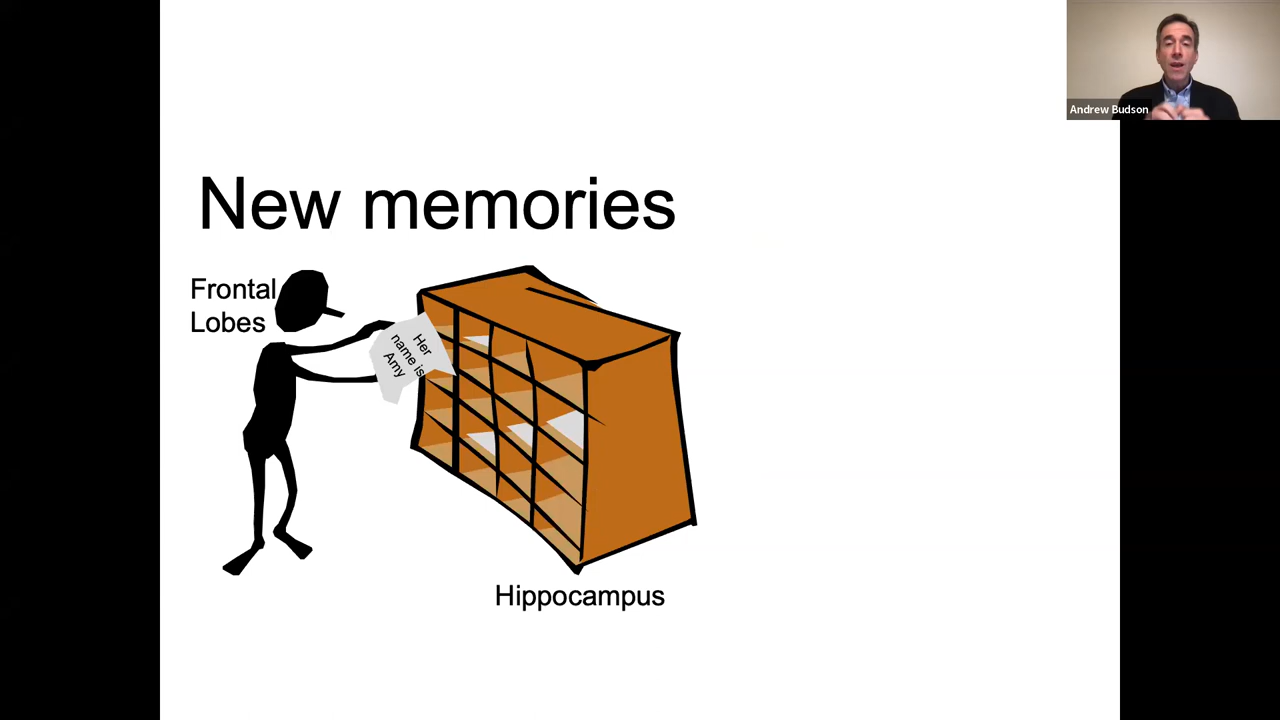 Andrew Budson
New memories
Frontal
Lobes
Her
name is
Amy
Hippocampus